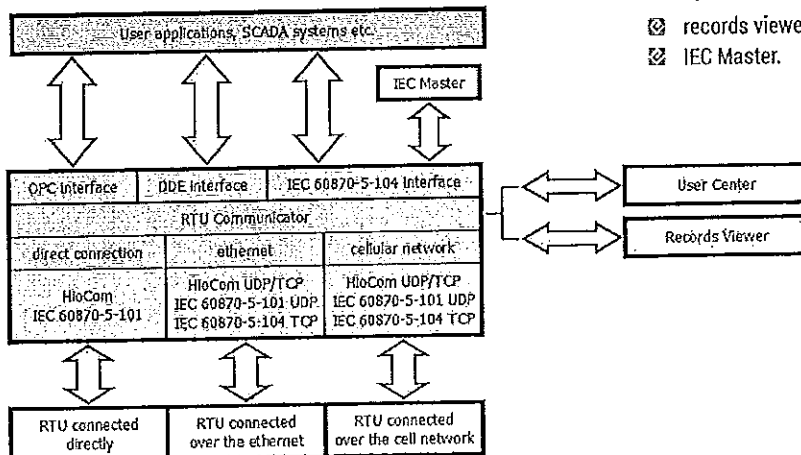 User applications, SCADA systems etc.
records viewe
IEC Master.
IEC Master
OPC Interface
DDE Interface
IEC 60870-5-104 Interface
RTU Communicator
User Center
Records Viewer
direct connection
ethernet
cellular network
HioCom
IEC 60870-5-101
HioCom UDP/TCP
IEC 60870-5-101 UDP
IEC 60870-5-104 TCP
HioCom UDP/TCP
IEC 60870-5-101 UDP
IEC 60870-5-104 TCP
RTU connected
directly
RTU connected
over the ethernet
RTU connected
over the cell network